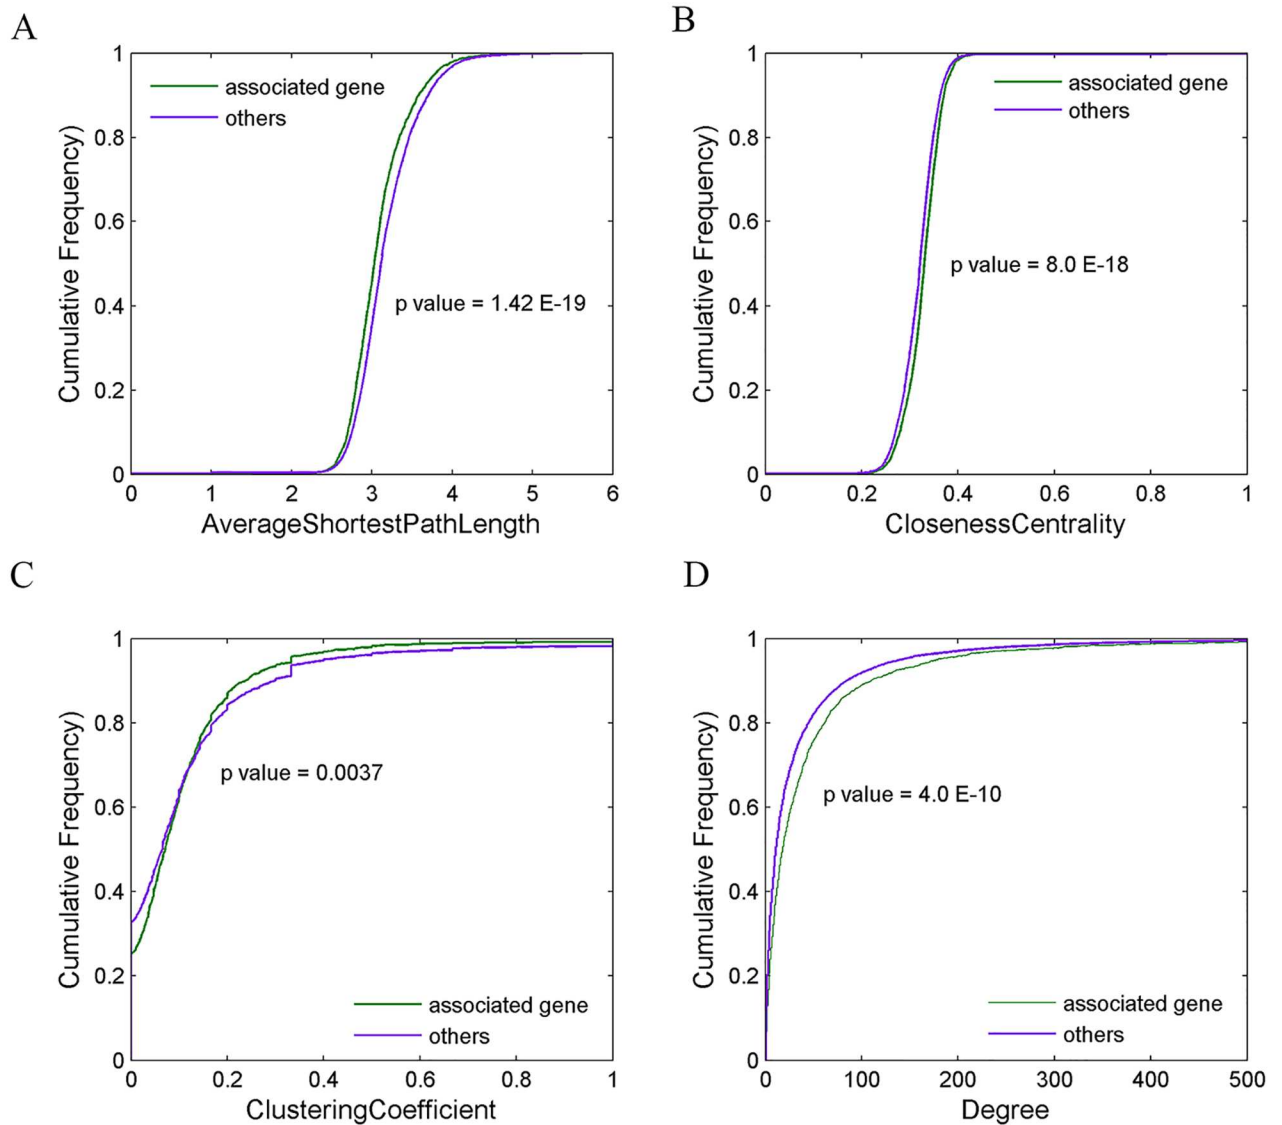 A
1
0.8
0.6
0.4
0.2
0
Cumulative Frequency)
associated gene
others
p value = 1.42 E-19
0 1 2 3 4 5 6
AverageShortestPathLength
B
1
0.8
0.6
0.4
0.2
0
Cumulative Frequency)
associated gene
others
p value = 8.0 E-18
0 0.2 0.4 0.6 0.8 1
ClosenessCentrality
C
1
0.8
0.6
0.4
0.2
0
Cumulative Frequency)
p value = 0.0037
associated gene
others
0 0.2 0.4 0.6 0.8 1
ClusteringCoefficient
D
1
0.8
0.6
0.4
0.2
0
Cumulative Frequency)
p value = 4.0 E-10
associated gene
others
0 100 200 300 400 500
Degree